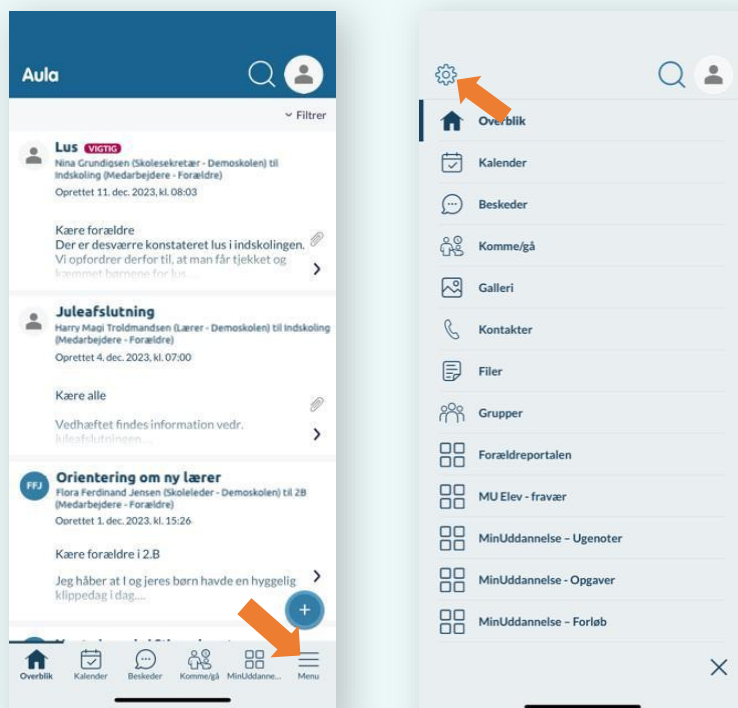 Aula
Filtrer
Lus VIGTIG
Nina Grundigsen (Skolesekretær - Demoskolen) til
Indskoling (Medarbejdere - Forældre)
Oprettet 11. dec. 2023, kl. 08:03
Kære forældre
Der er desværre konstateret lus i indskolingen.
Vi opfordrer derfor til, at man får tjekket og
kæmmet børnene for lus....
Juleafslutning
Harry Magi Troldmandsen (Lærer - Demoskolen) til Indskoling
(Medarbejdere - Forældre)
Oprettet 4. dec. 2023, kl. 07:00
Kære alle
Vedhæftet findes information vedr.
juleafslutningen....
FFJ
Orientering om ny lærer
Flora Ferdinand Jensen (Skoleleder - Demoskolen) til 2B
(Medarbejdere - Forældre)
Oprettet 1. dec. 2023, kl. 15:26
Kære forældre i 2.B
Jeg håber at I og jeres børn havde en hyggelig
klippedag i dag....
Overblik Kalender Beskeder Komme/gå MinUddanne... Menu
Overblik
Kalender
Beskeder
Komme/gå
Galleri
Kontakter
Filer
Grupper
Forældreportalen
MU Elev - fravær
MinUddannelse – Ugenoter
MinUddannelse - Opgaver
MinUddannelse – Forløb